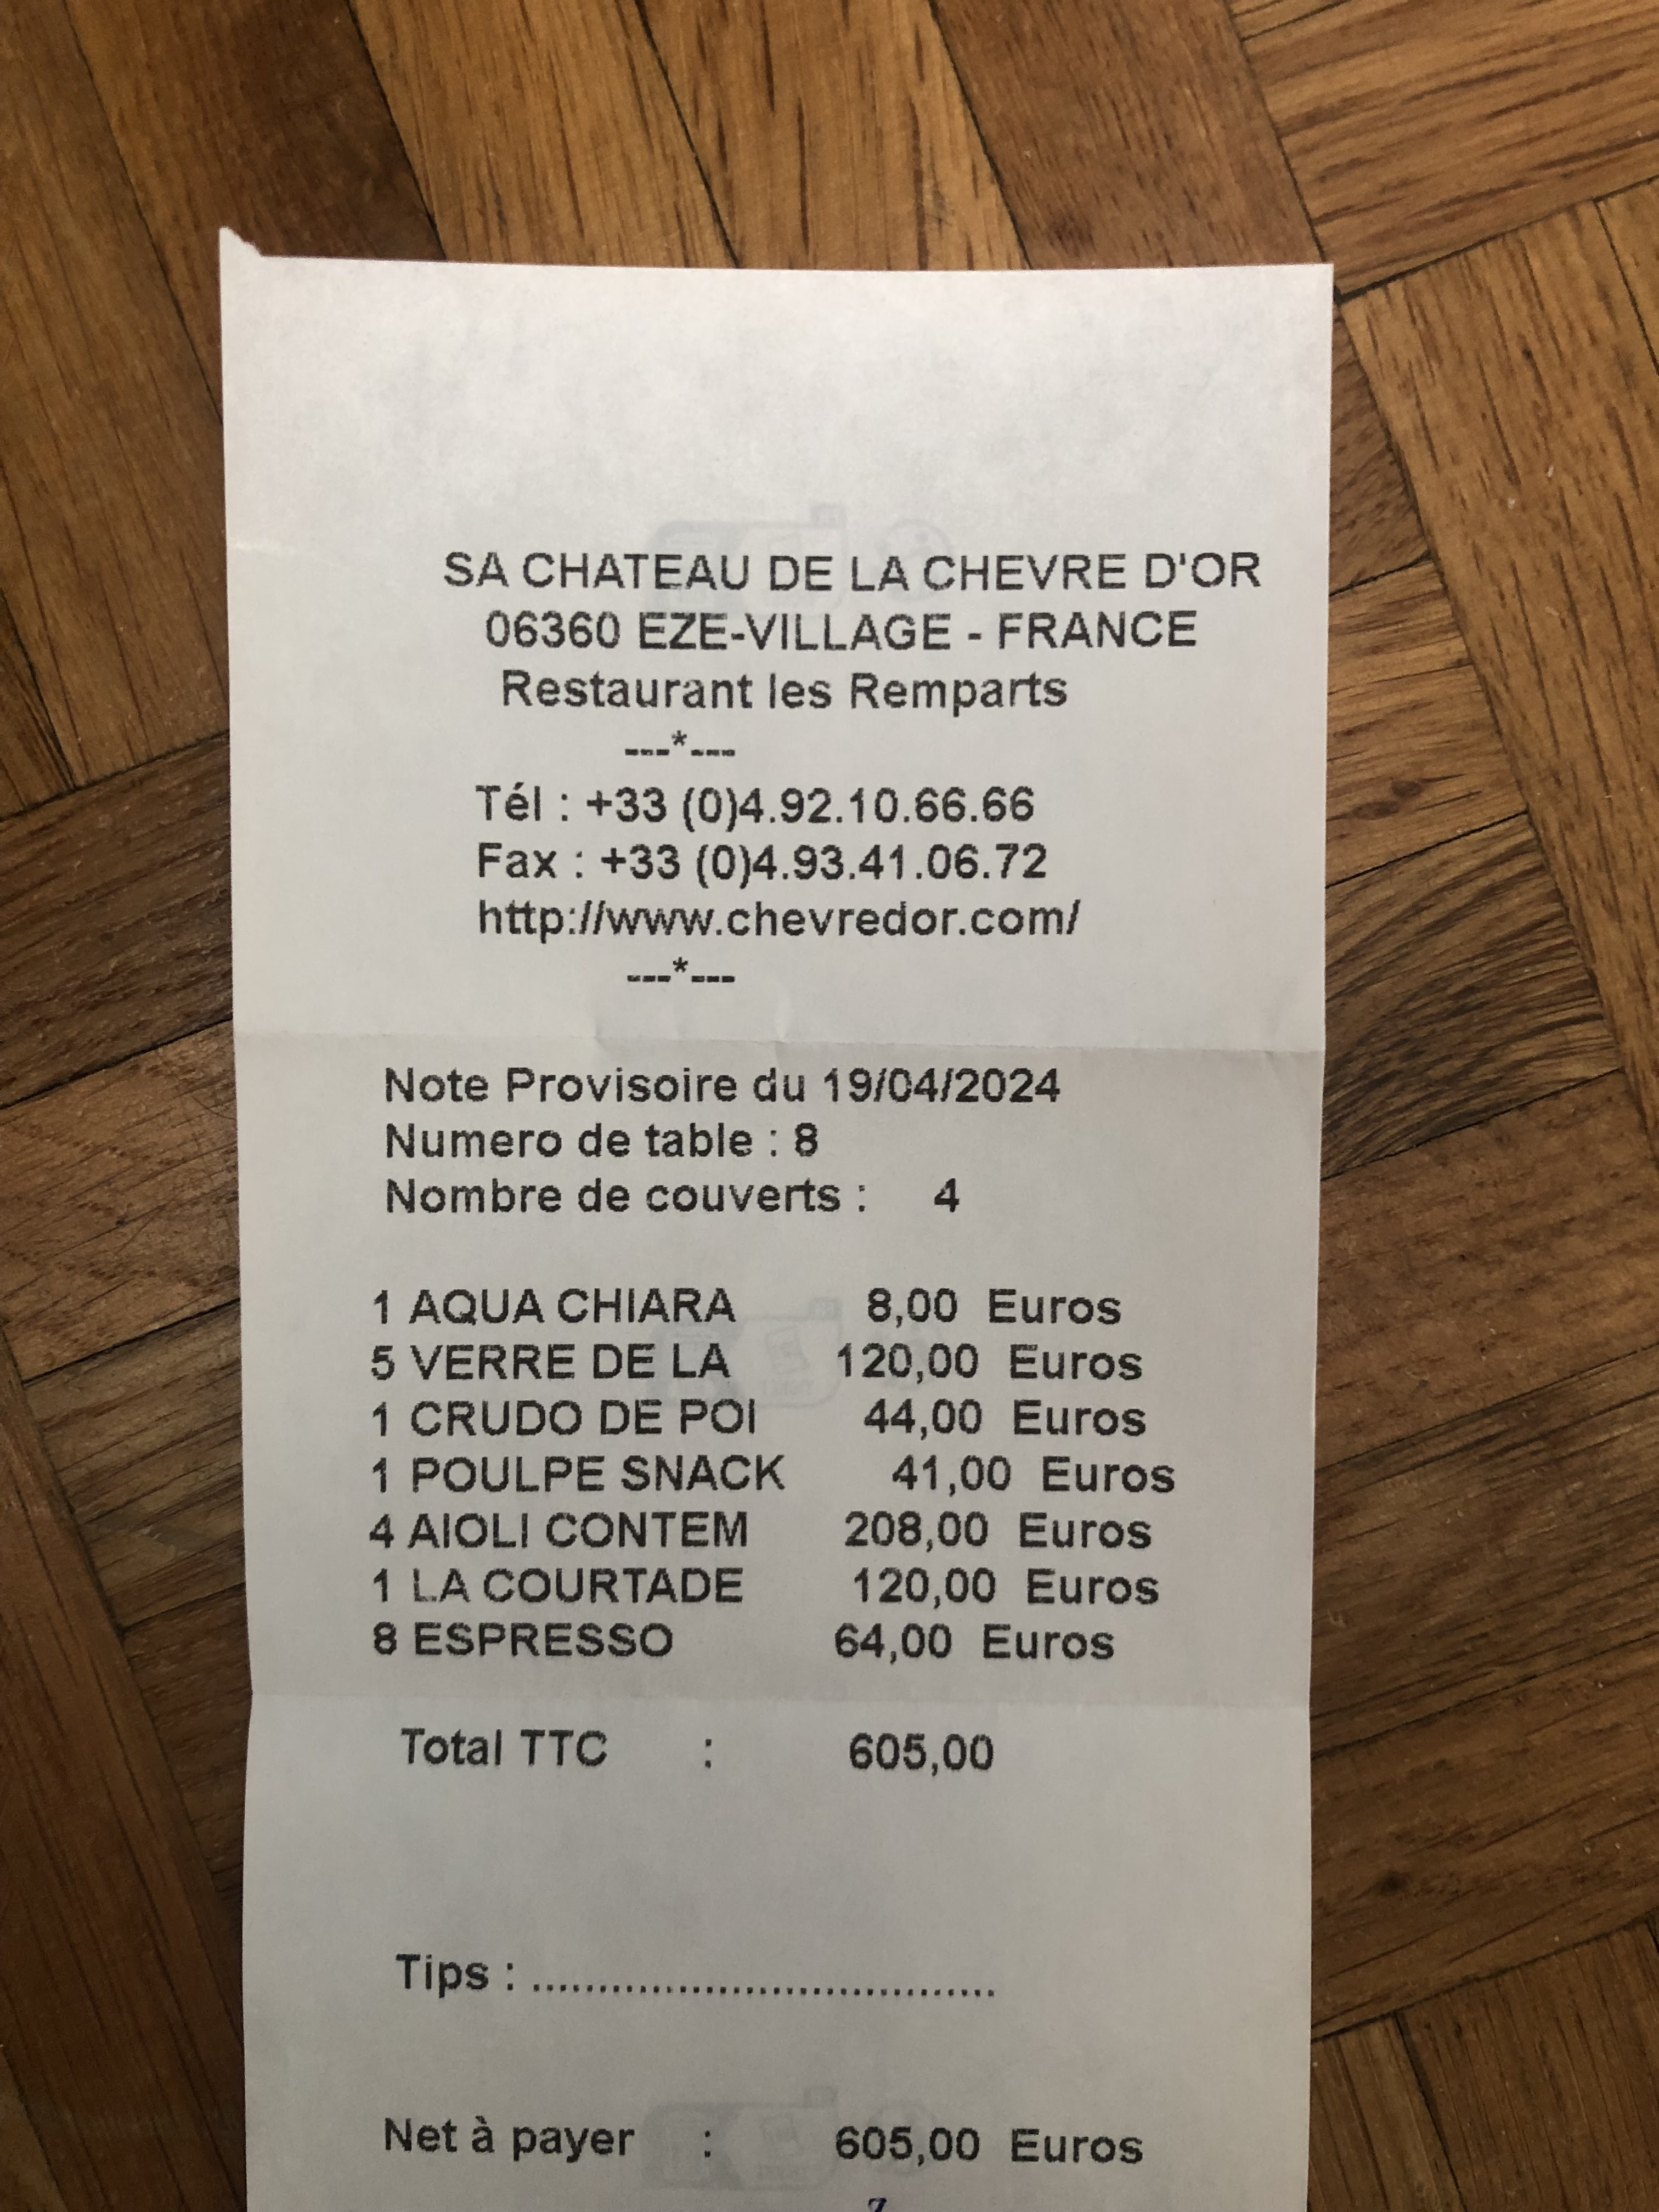 SA CHATEAU DE LA CHEVRE D'OR
06360 EZE-VILLAGE - FRANCE
Restaurant les Remparts
---*---
Tél : +33 (0)4.92.10.66.66
Fax : +33 (0)4.93.41.06.72
http://www.chevredor.com/
---*---
Note Provisoire du 19/04/2024
Numero de table : 8
Nombre de couverts : 4
1 AQUA CHIARA 8,00 Euros
5 VERRE DE LA 120,00 Euros
1 CRUDO DE POI 44,00 Euros
1 POULPE SNACK 41,00 Euros
4 AIOLI CONTEM 208,00 Euros
1 LA COURTADE 120,00 Euros
8 ESPRESSO 64,00 Euros
Total TTC : 605,00
Tips : ...................................
Net à payer : 605,00 Euros